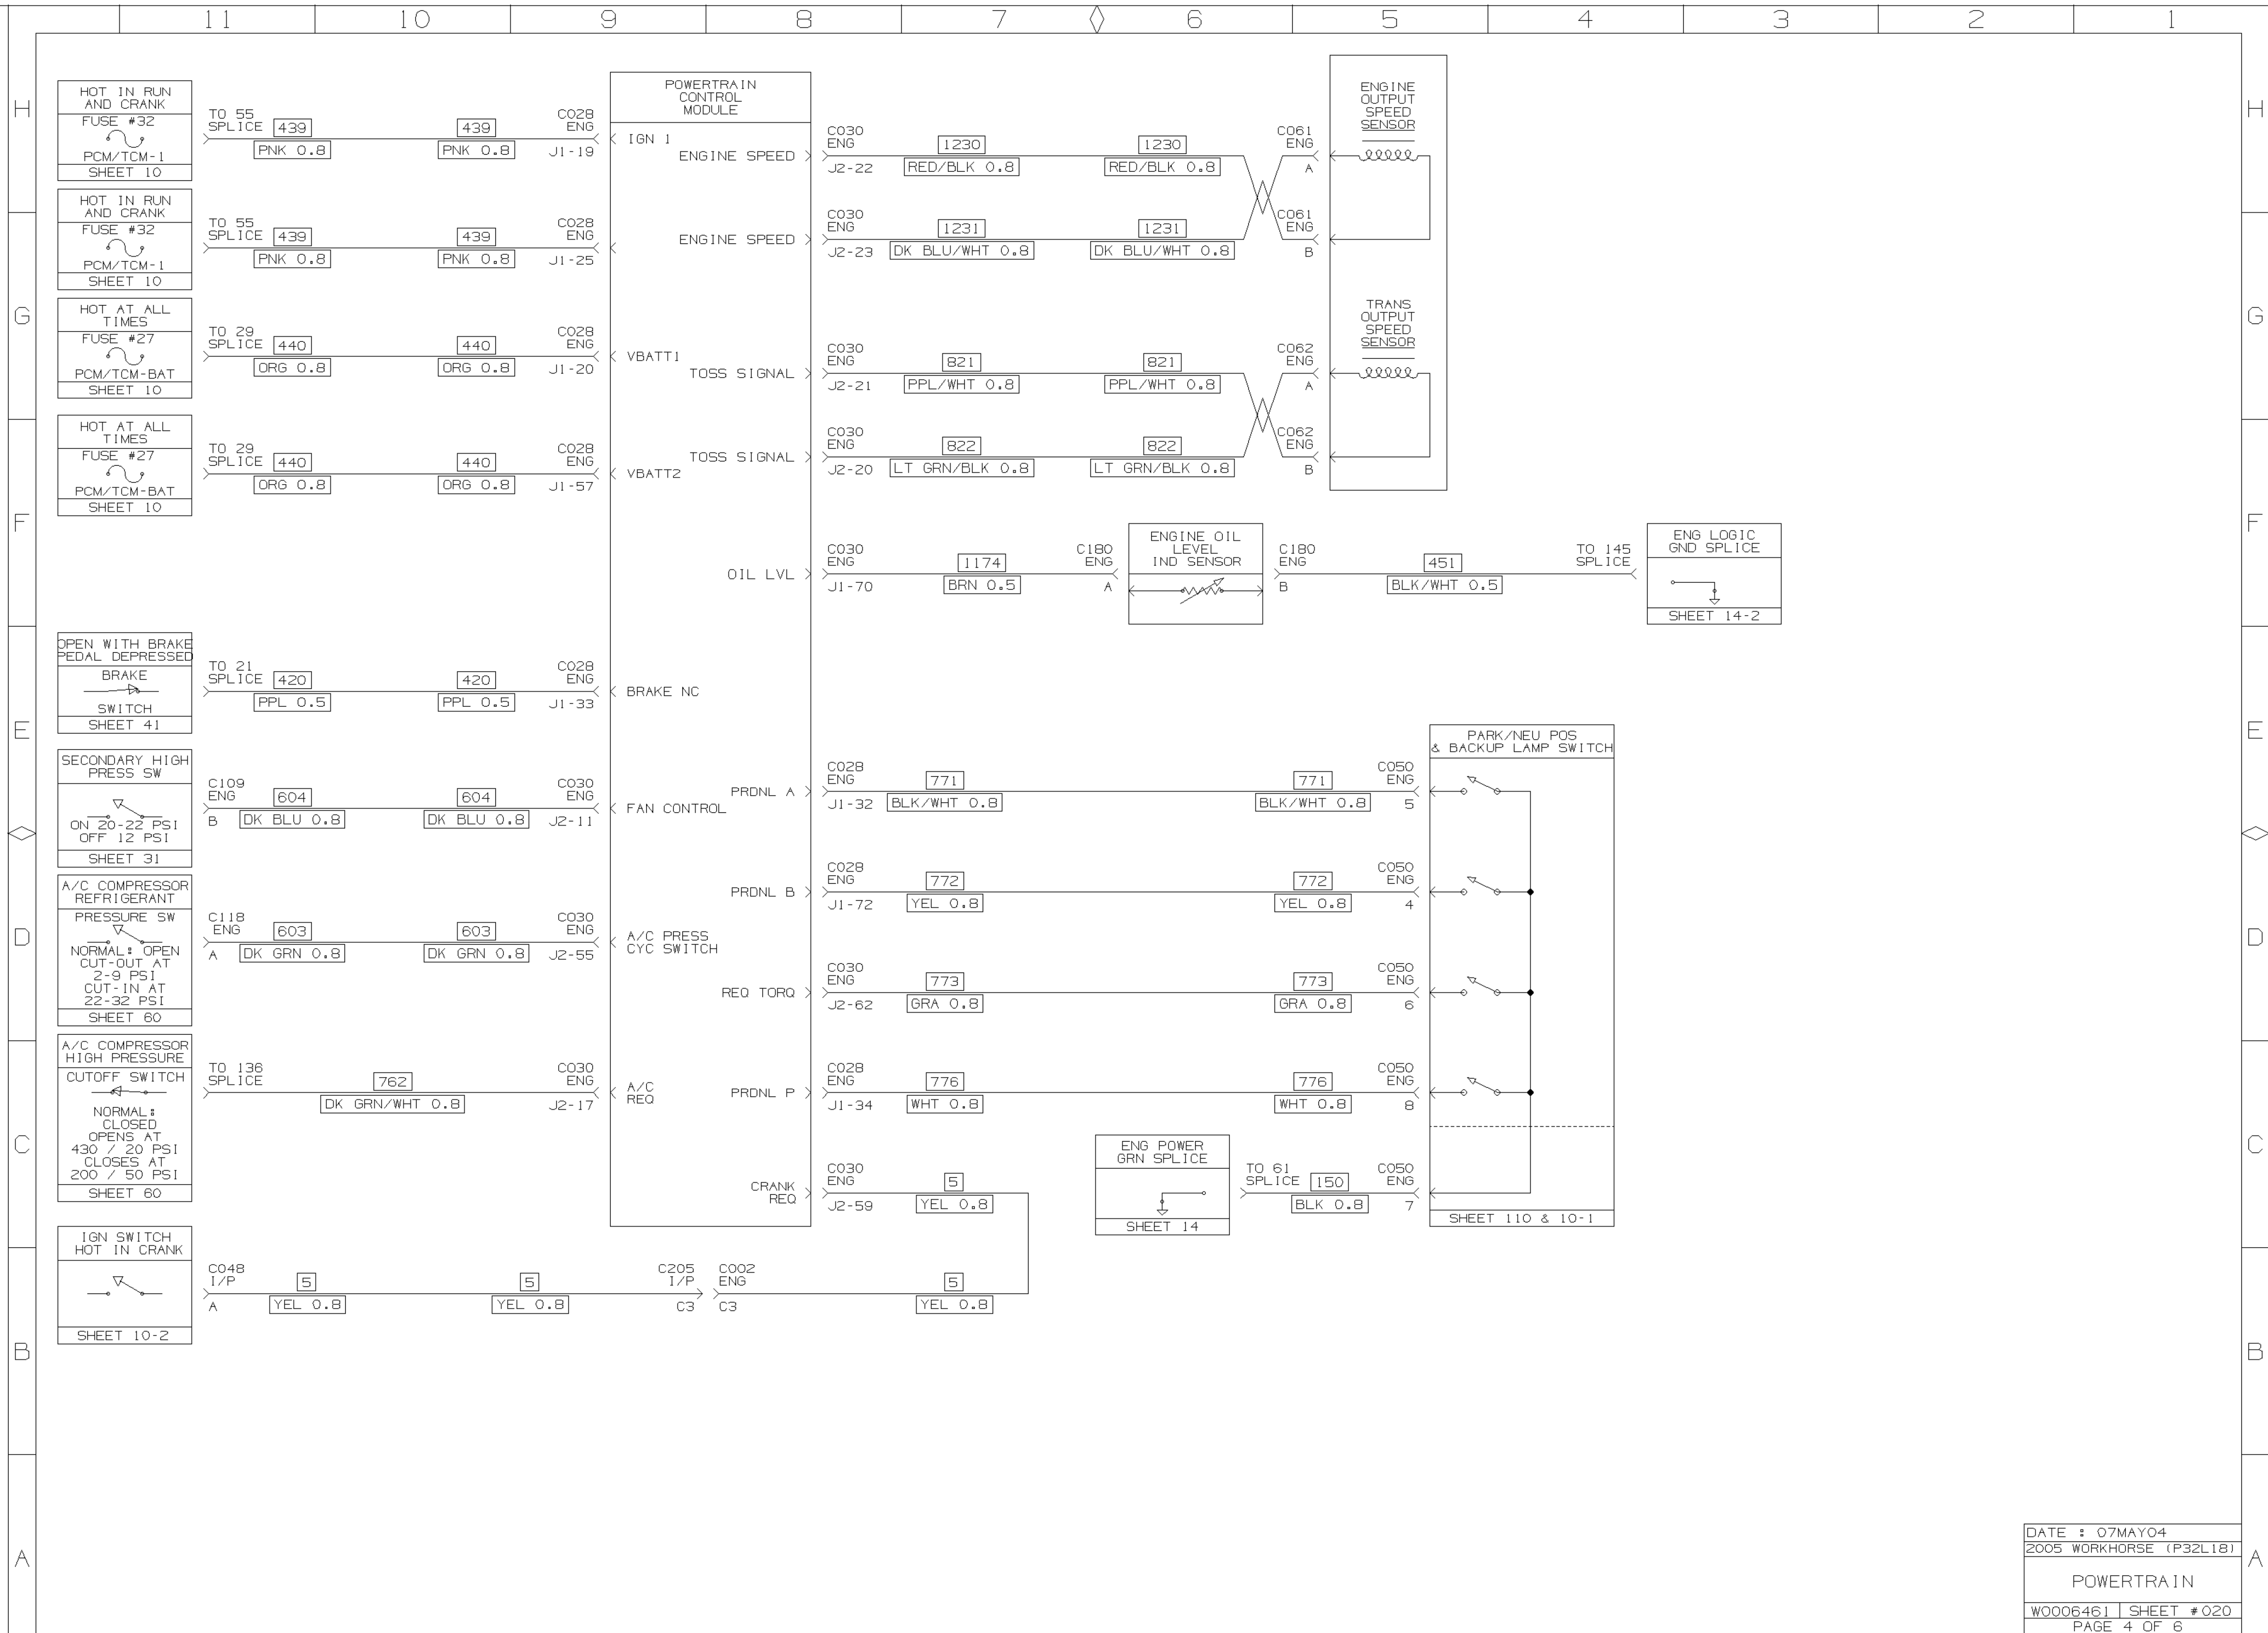 11 10 9 8 7 6 5 4 3 2 1
H
H
G
G
F
F
E
E
D
D
C
C
B
B
A
A
HOT IN RUN
AND CRANK
FUSE #32
PCM/TCM-1
SHEET 10
TO 55
SPLICE
439
PNK 0.8
439
PNK 0.8
C028
ENG
J1-19
IGN 1
HOT IN RUN
AND CRANK
FUSE #32
PCM/TCM-1
SHEET 10
TO 55
SPLICE
439
PNK 0.8
439
PNK 0.8
C028
ENG
J1-25
HOT AT ALL
TIMES
FUSE #27
PCM/TCM-BAT
SHEET 10
TO 29
SPLICE
440
ORG 0.8
440
ORG 0.8
C028
ENG
J1-20
VBATT1
HOT AT ALL
TIMES
FUSE #27
PCM/TCM-BAT
SHEET 10
TO 29
SPLICE
440
ORG 0.8
440
ORG 0.8
C028
ENG
J1-57
VBATT2
OPEN WITH BRAKE
PEDAL DEPRESSED
BRAKE
SWITCH
SHEET 41
TO 21
SPLICE
420
PPL 0.5
420
PPL 0.5
C028
ENG
J1-33
BRAKE NC
SECONDARY HIGH
PRESS SW
ON 20-22 PSI
OFF 12 PSI
SHEET 31
C109
ENG
B
604
DK BLU 0.8
604
DK BLU 0.8
C030
ENG
J2-11
FAN CONTROL
A/C COMPRESSOR
REFRIGERANT
PRESSURE SW
NORMAL: OPEN
CUT-OUT AT
2-9 PSI
CUT-IN AT
22-32 PSI
SHEET 60
C118
ENG
A
603
DK GRN 0.8
603
DK GRN 0.8
C030
ENG
J2-55
A/C PRESS
CYC SWITCH
A/C COMPRESSOR
HIGH PRESSURE
CUTOFF SWITCH
NORMAL:
CLOSED
OPENS AT
430 / 20 PSI
CLOSES AT
200 / 50 PSI
SHEET 60
TO 136
SPLICE
762
DK GRN/WHT 0.8
C030
ENG
J2-17
A/C
REQ
IGN SWITCH
HOT IN CRANK
SHEET 10-2
C048
I/P
A
5
YEL 0.8
5
YEL 0.8
C205
I/P
C3
C002
ENG
C3
5
YEL 0.8
POWERTRAIN
CONTROL
MODULE
ENGINE SPEED
C030
ENG
J2-22
1230
RED/BLK 0.8
1230
RED/BLK 0.8
C061
ENG
A
ENGINE
OUTPUT
SPEED
SENSOR
ENGINE SPEED
C030
ENG
J2-23
1231
DK BLU/WHT 0.8
1231
DK BLU/WHT 0.8
C061
ENG
B
TOSS SIGNAL
C030
ENG
J2-21
821
PPL/WHT 0.8
821
PPL/WHT 0.8
C062
ENG
A
TRANS
OUTPUT
SPEED
SENSOR
TOSS SIGNAL
C030
ENG
J2-20
822
LT GRN/BLK 0.8
822
LT GRN/BLK 0.8
C062
ENG
B
OIL LVL
C030
ENG
J1-70
1174
BRN 0.5
C180
ENG
A
ENGINE OIL
LEVEL
IND SENSOR
C180
ENG
B
451
BLK/WHT 0.5
TO 145
SPLICE
ENG LOGIC
GND SPLICE
SHEET 14-2
PRDNL A
C028
ENG
J1-32
771
BLK/WHT 0.8
771
BLK/WHT 0.8
C050
ENG
5
PARK/NEU POS
& BACKUP LAMP SWITCH
PRDNL B
C028
ENG
J1-72
772
YEL 0.8
772
YEL 0.8
C050
ENG
4
REQ TORQ
C030
ENG
J2-62
773
GRA 0.8
773
GRA 0.8
C050
ENG
6
PRDNL P
C028
ENG
J1-34
776
WHT 0.8
776
WHT 0.8
C050
ENG
8
CRANK
REQ
C030
ENG
J2-59
5
YEL 0.8
ENG POWER
GRN SPLICE
SHEET 14
TO 61
SPLICE
150
BLK 0.8
C050
ENG
7
SHEET 110 & 10-1
DATE : 07MAY04
2005 WORKHORSE (P32L18)
POWERTRAIN
W0006461 SHEET #020
PAGE 4 OF 6